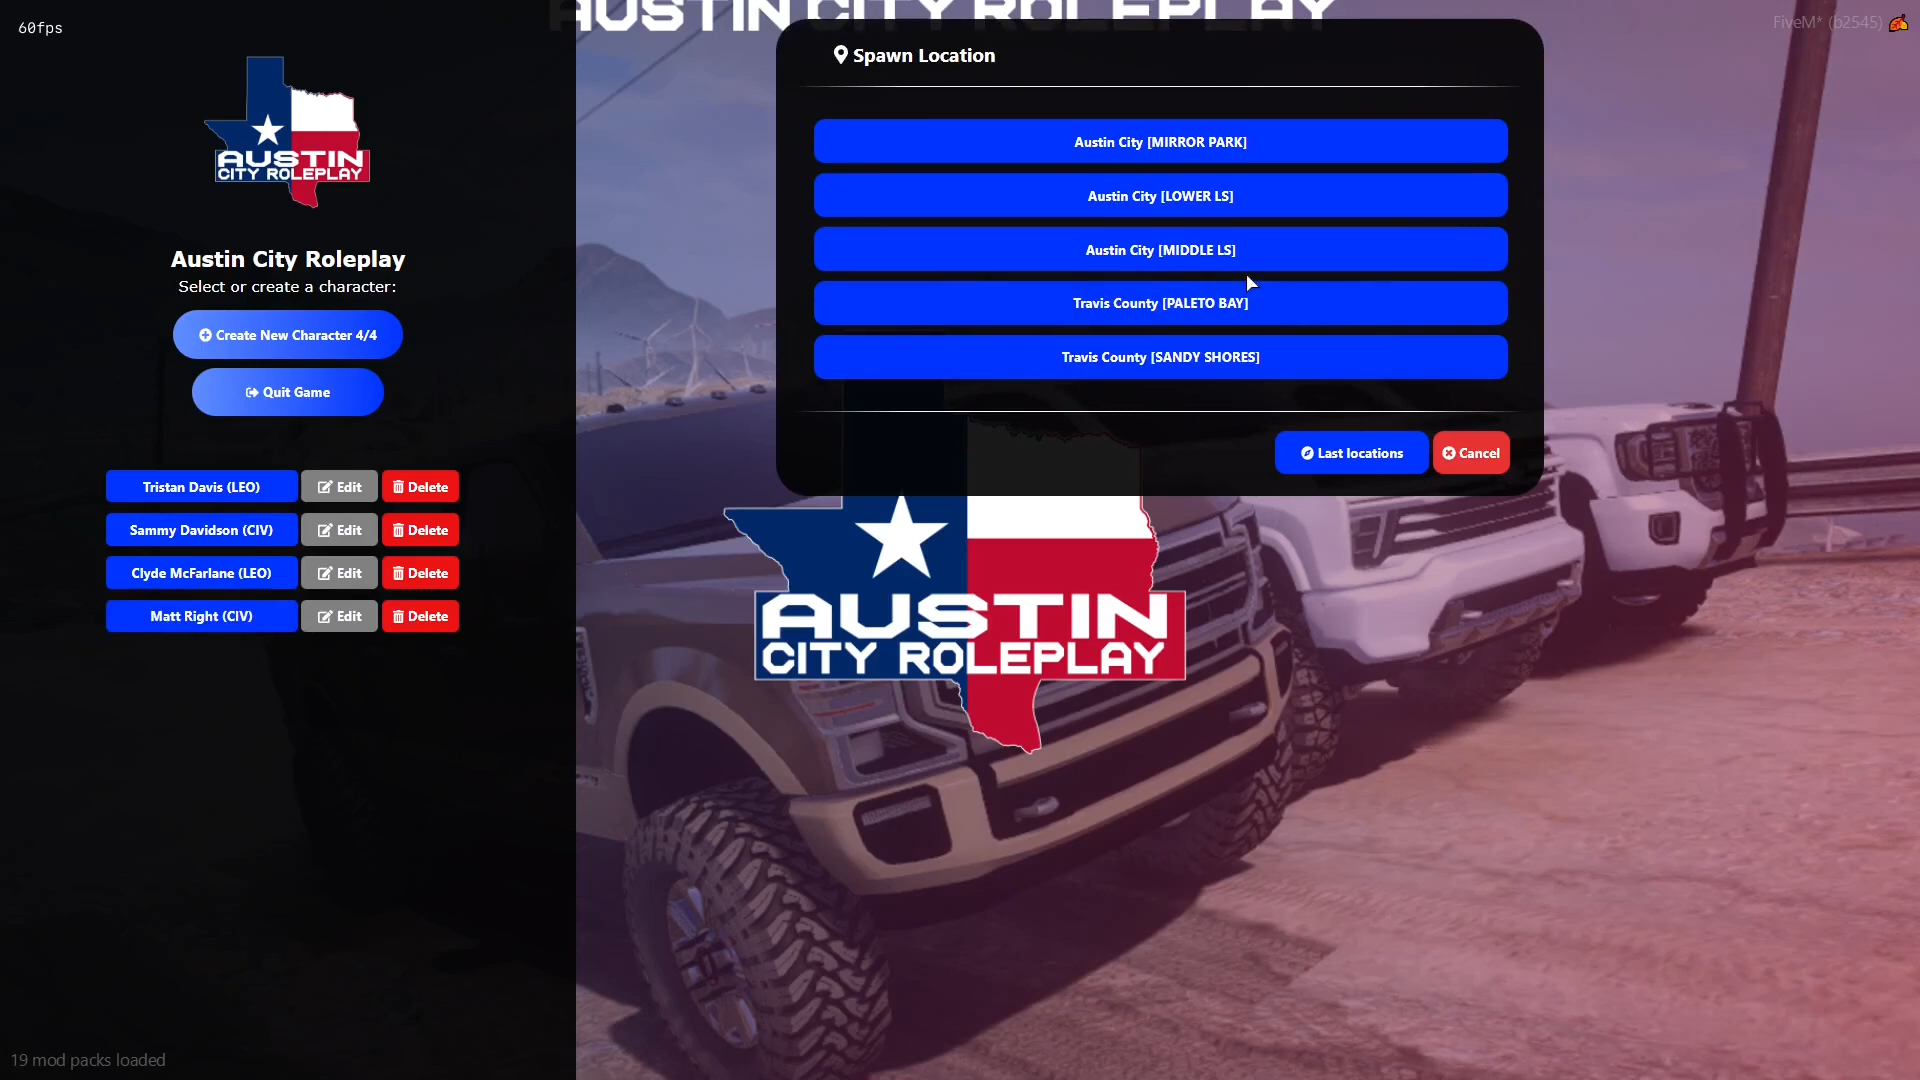 60fps
AUSTIN CITY ROLEPLAY
FiveM* (b2545)
AUSTIN
CITY ROLEPLAY
Austin City Roleplay
Select or create a character:
Create New Character 4/4
Quit Game
Tristan Davis (LEO) Edit Delete
Sammy Davidson (CIV) Edit Delete
Clyde McFarlane (LEO) Edit Delete
Matt Right (CIV) Edit Delete
19 mod packs loaded
Spawn Location
Austin City [MIRROR PARK]
Austin City [LOWER LS]
Austin City [MIDDLE LS]
Travis County [PALETO BAY]
Travis County [SANDY SHORES]
Last locations Cancel
AUSTIN
CITY ROLEPLAY